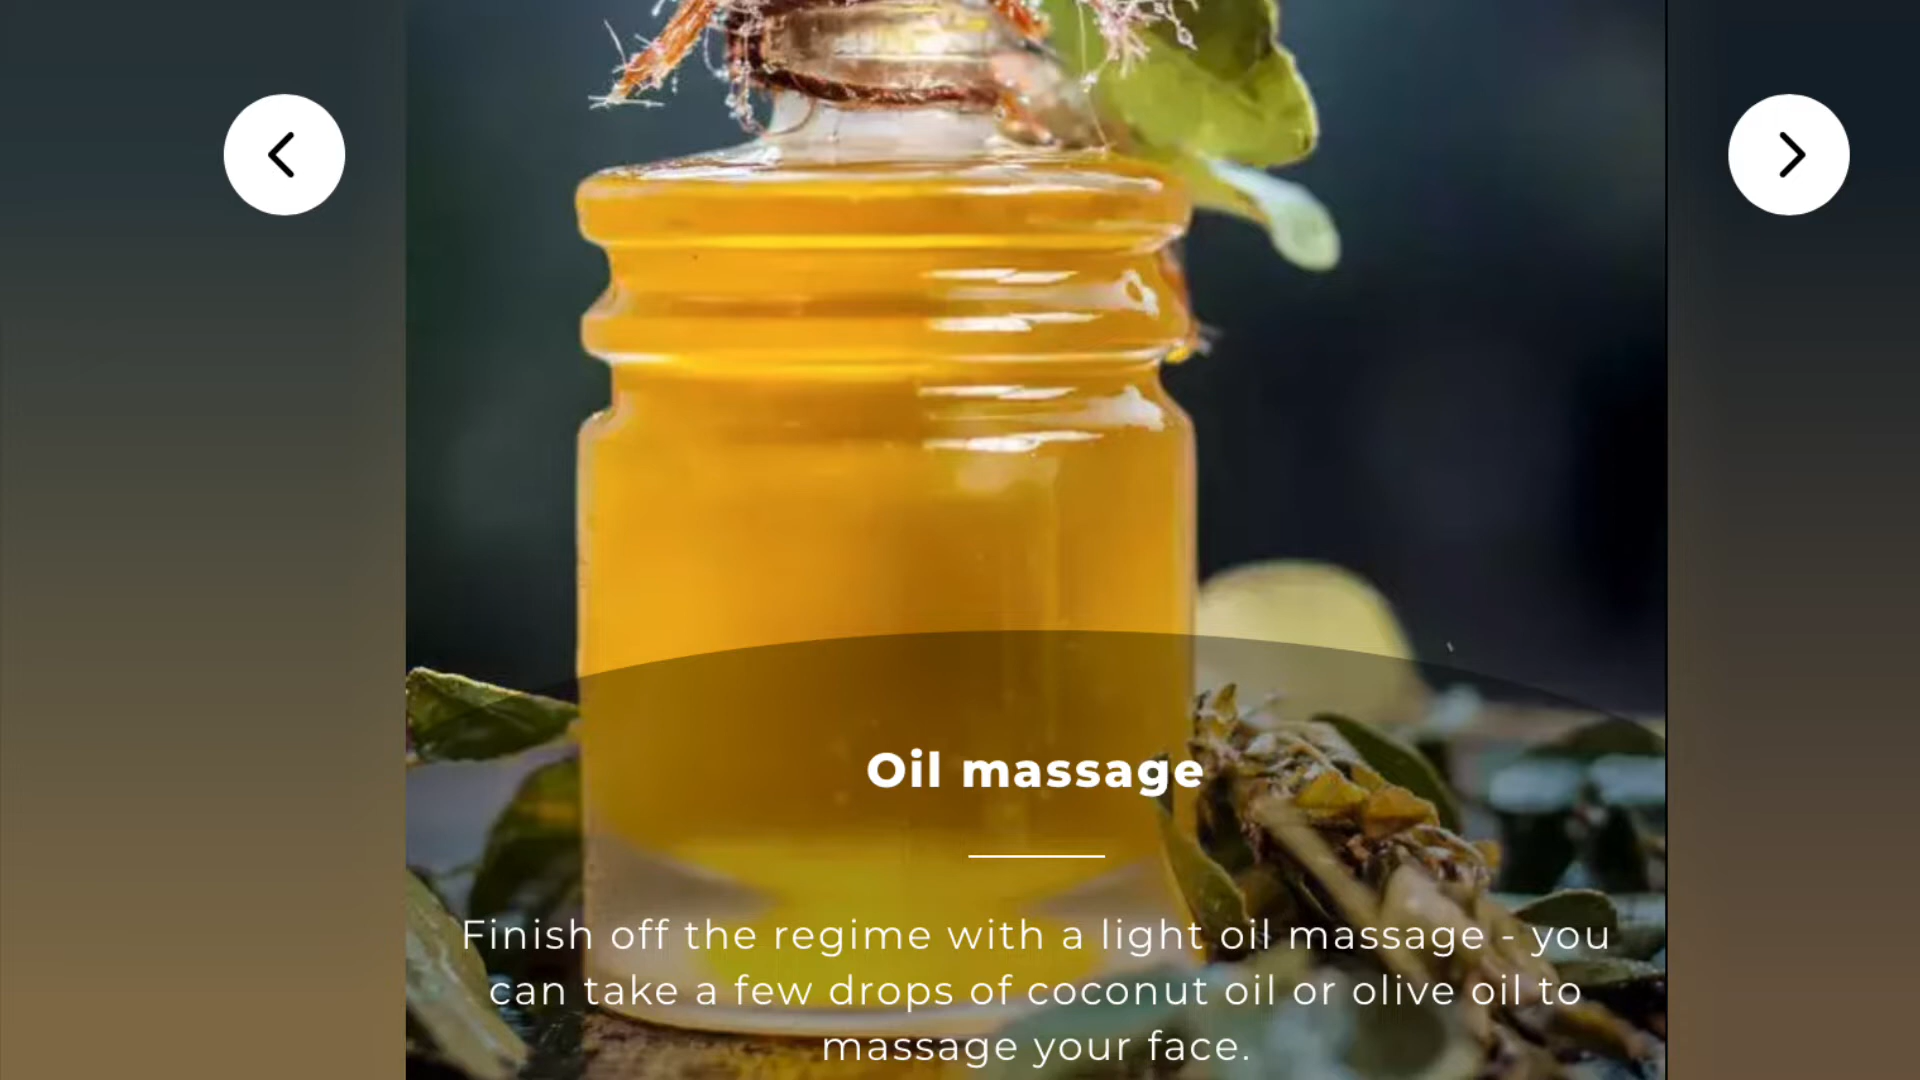 Oil massage
Finish off the regime with a light oil massage - you
can take a few drops of coconut oil or olive oil to
massage your face.